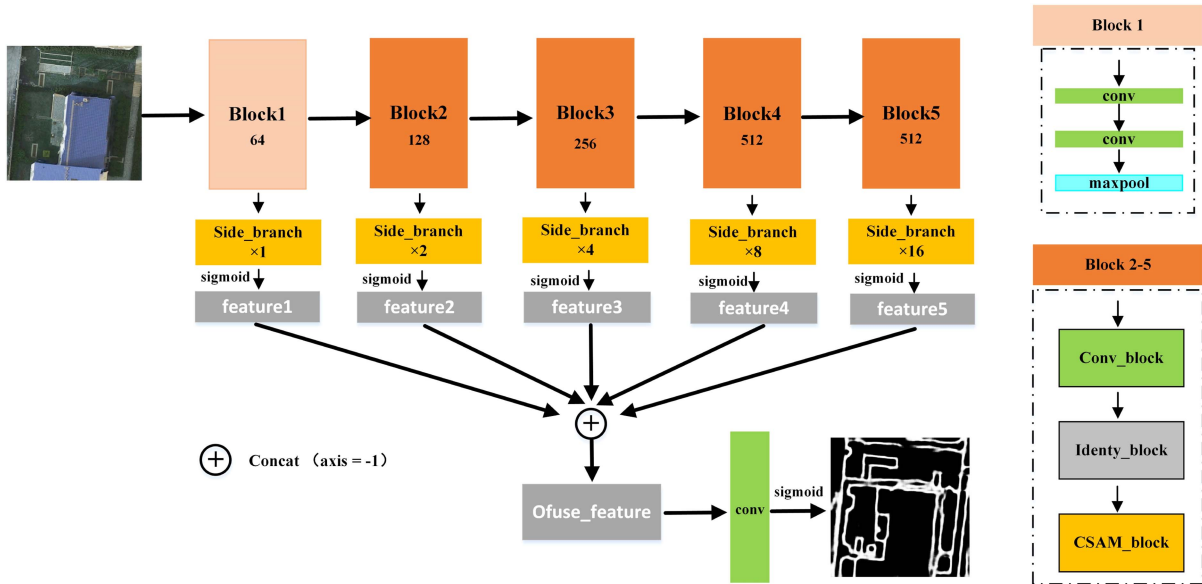 Block1
64
Block2
128
Block3
256
Block4
512
Block5
512
Side_branch
×1
Side_branch
×2
Side_branch
×4
Side_branch
×8
Side_branch
×16
sigmoid
sigmoid
sigmoid
sigmoid
sigmoid
feature1
feature2
feature3
feature4
feature5
+
+
Concat （axis = -1）
Ofuse_feature
conv
sigmoid
Block 1
conv
conv
maxpool
Block 2-5
Conv_block
Identy_block
CSAM_block